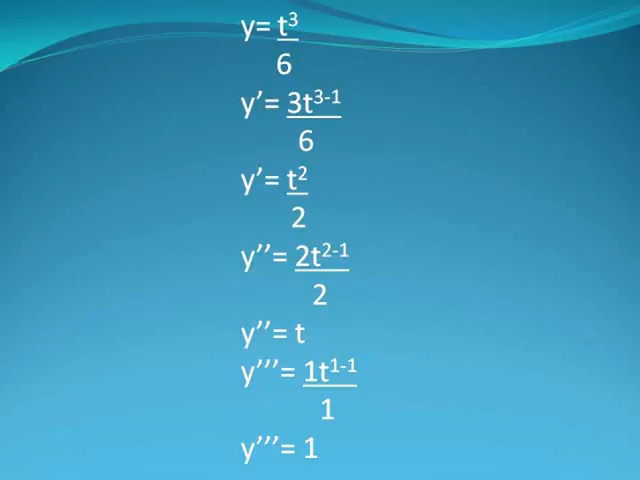 y= t³
6
y’= 3t³⁻¹
6
y’= t²
2
y’’= 2t²⁻¹
2
y’’= t
y’’’= 1t¹⁻¹
1
y’’’= 1